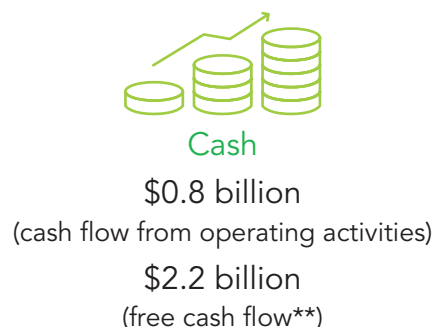 Cash
$0.8 billion
(cash flow from operating activities)
$2.2 billion
(free cash flow**)